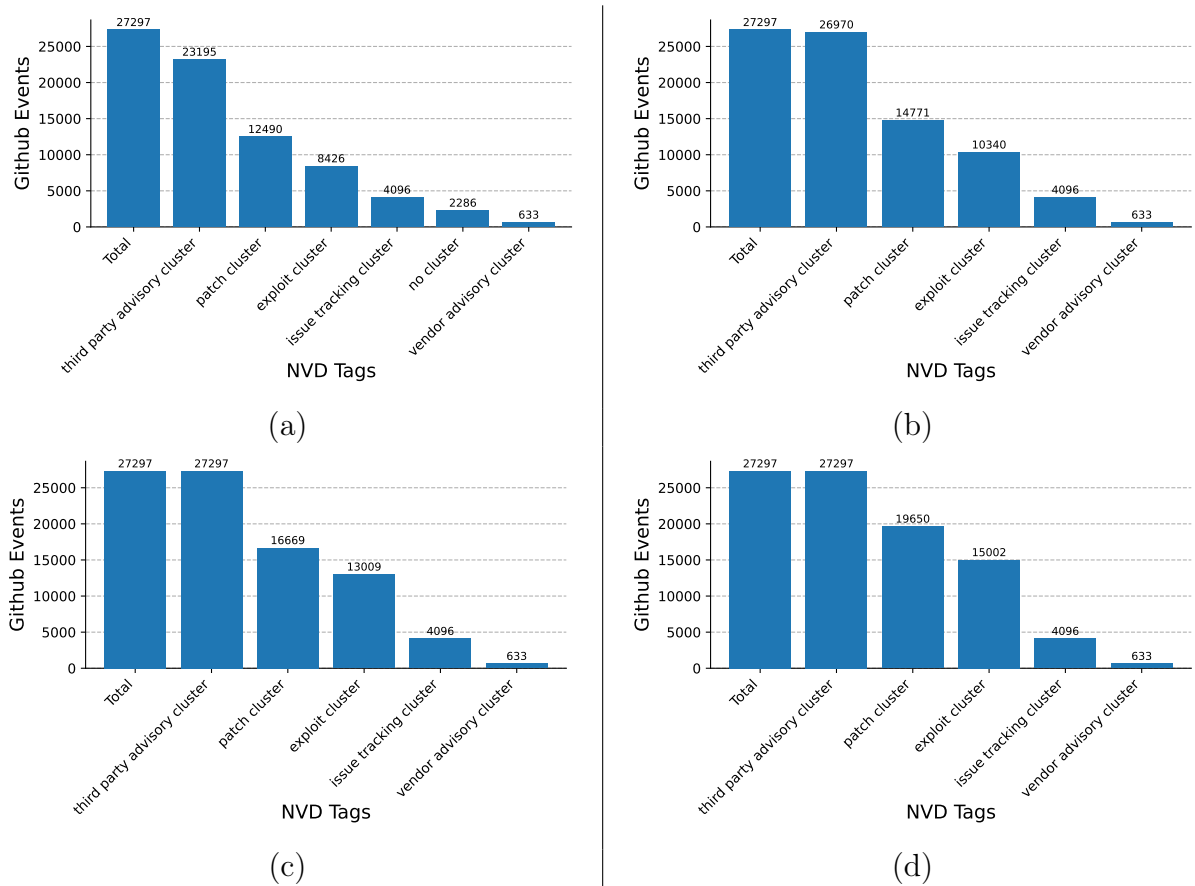 27297
23195
12490
8426
4096
2286
633
25000
20000
15000
10000
5000
0
Github Events
Total
third party advisory cluster
patch cluster
exploit cluster
issue tracking cluster
no cluster
vendor advisory cluster
NVD Tags
(a)
27297
26970
14771
10340
4096
633
25000
20000
15000
10000
5000
0
Github Events
Total
third party advisory cluster
patch cluster
exploit cluster
issue tracking cluster
vendor advisory cluster
NVD Tags
(b)
27297
27297
16669
13009
4096
633
25000
20000
15000
10000
5000
0
Github Events
Total
third party advisory cluster
patch cluster
exploit cluster
issue tracking cluster
vendor advisory cluster
NVD Tags
(c)
27297
27297
19650
15002
4096
633
25000
20000
15000
10000
5000
0
Github Events
Total
third party advisory cluster
patch cluster
exploit cluster
issue tracking cluster
vendor advisory cluster
NVD Tags
(d)